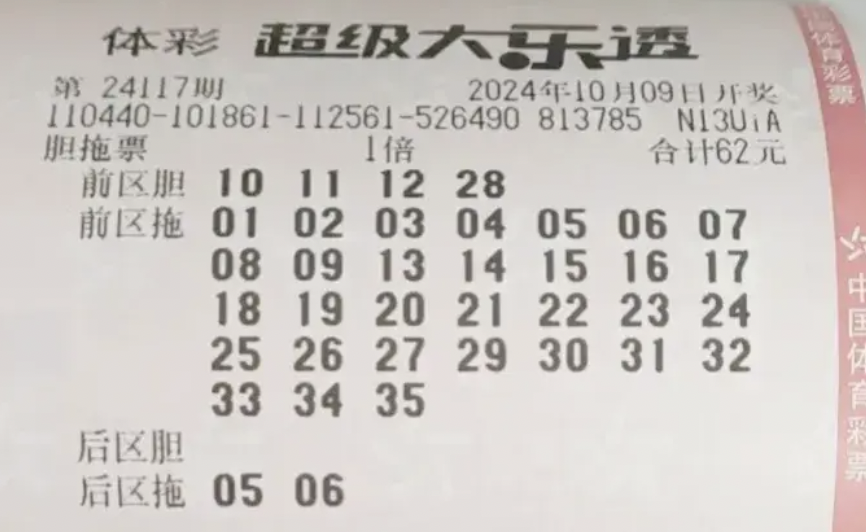 体彩 超级大乐透
第 24117期 2024年10月09日开奖
110440-101861-112561-526490 813785 N13UiA
胆拖票 1倍 合计62元
前区胆 10 11 12 28
前区拖 01 02 03 04 05 06 07
08 09 13 14 15 16 17
18 19 20 21 22 23 24
25 26 27 29 30 31 32
33 34 35
后区胆
后区拖 05 06
国体育彩票
中国体育彩票